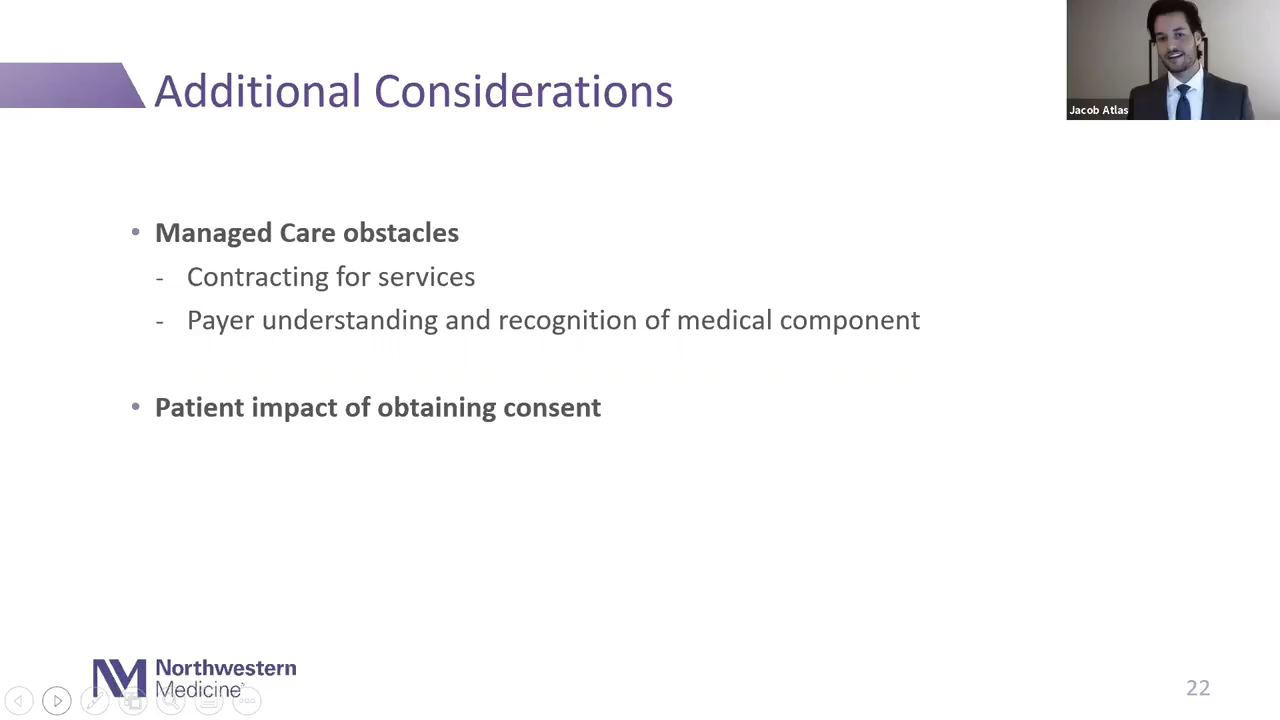 Additional Considerations
Jacob Atlas
• Managed Care obstacles
- Contracting for services
- Payer understanding and recognition of medical component
• Patient impact of obtaining consent
NM Northwestern
Medicine
22